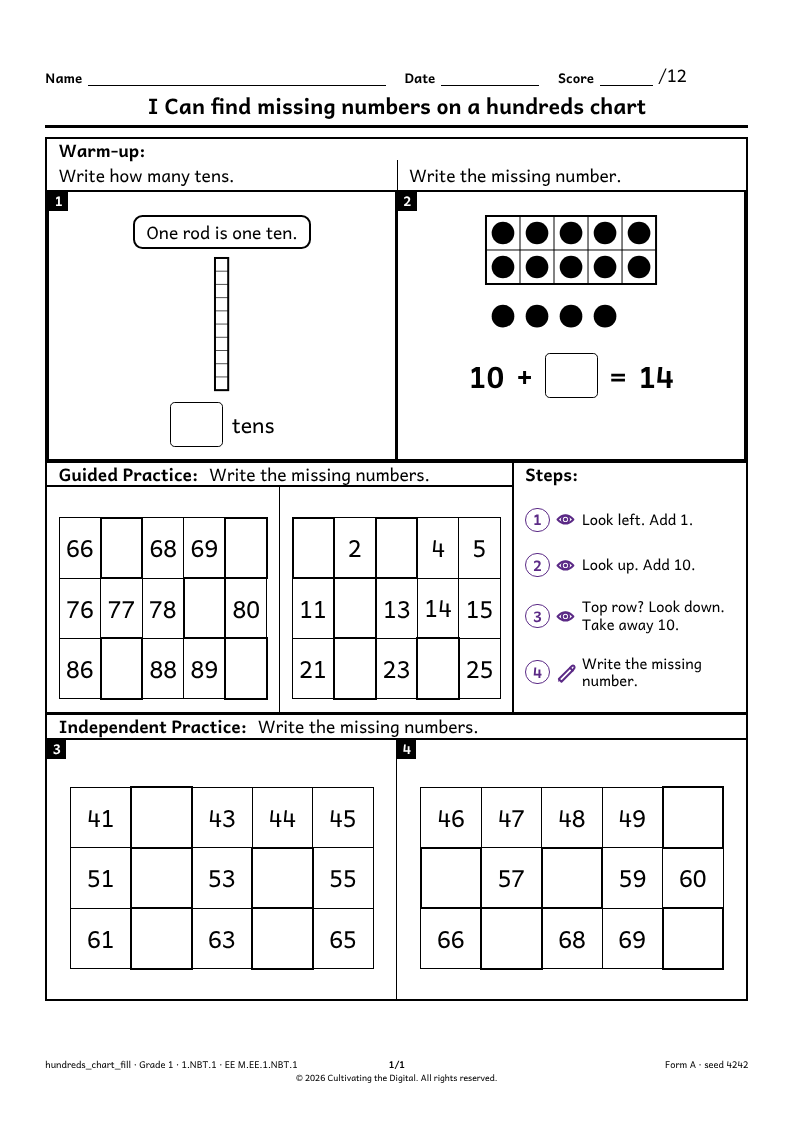 Name Date Score /12
I Can find missing numbers on a hundreds chart
Warm-up:
Write how many tens.
Write the missing number.
1
One rod is one ten.
tens
2
10 + = 14
Guided Practice: Write the missing numbers.
66 68 69
76 77 78 80
86 88 89
2 4 5
11 13 14 15
21 23 25
Steps:
1 Look left. Add 1.
2 Look up. Add 10.
3 Top row? Look down.
Take away 10.
4 Write the missing
number.
Independent Practice: Write the missing numbers.
3
41 43 44 45
51 53 55
61 63 65
4
46 47 48 49
57 59 60
66 68 69
hundreds_chart_fill · Grade 1 · 1.NBT.1 · EE M.EE.1.NBT.1 1/1 Form A · seed 4242
© 2026 Cultivating the Digital. All rights reserved.